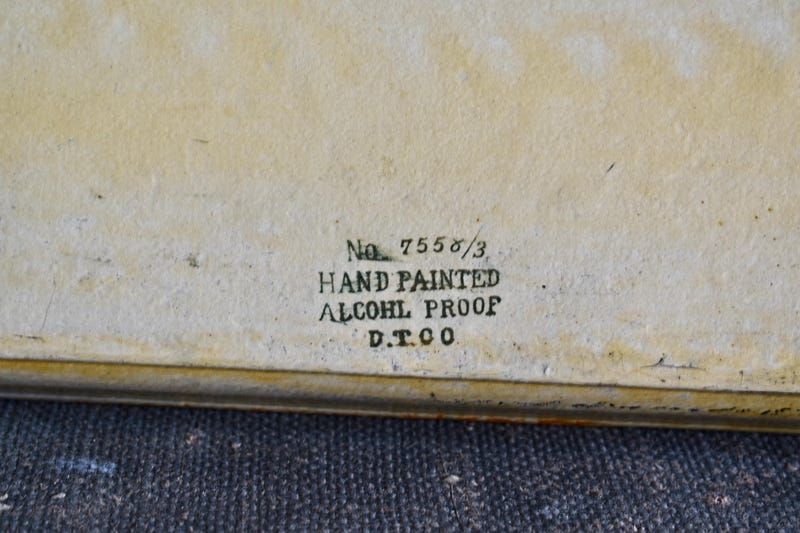 No. 7558/3
HAND PAINTED
ALCOHL PROOF
D.T.CO